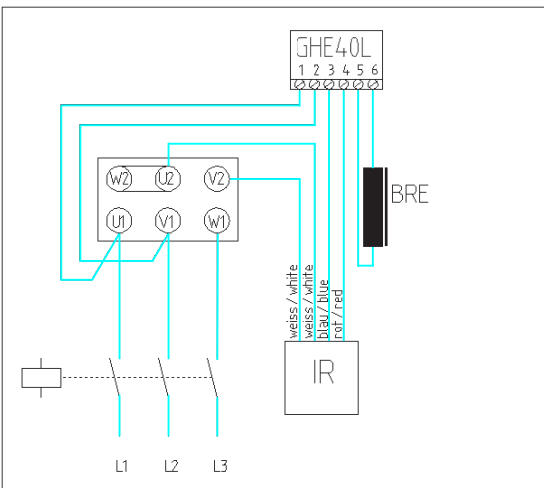 GHE40L
1 2 3 4 5 6
W2 U2 V2
U1 V1 W1
BRE
weiss/white
weiss/white
blau/blue
rot/red
IR
L1 L2 L3